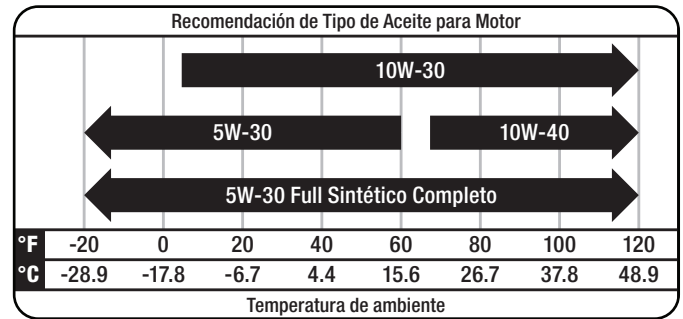 Recomendación de Tipo de Aceite para Motor
10W-30
5W-30 10W-40
5W-30 Full Sintético Completo
°F -20 0 20 40 60 80 100 120
°C -28.9 -17.8 -6.7 4.4 15.6 26.7 37.8 48.9
Temperatura de ambiente